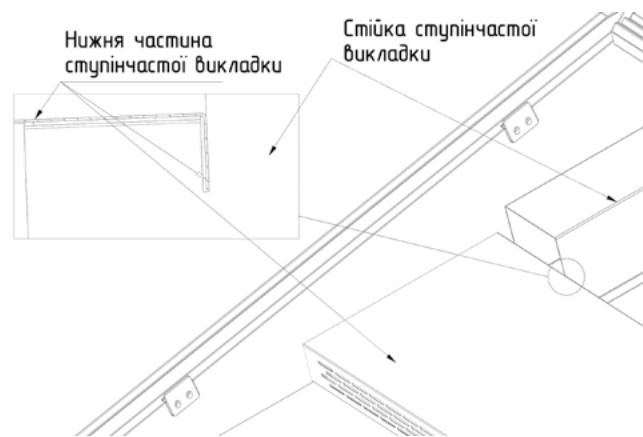 Нижня частина
ступінчастої викладки
Стійка ступінчастої
викладки